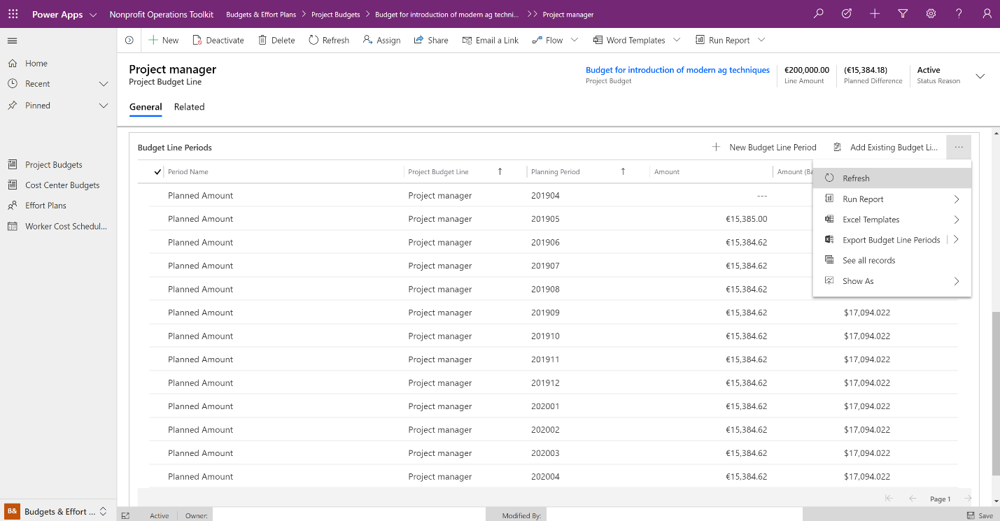 Power Apps Nonprofit Operations Toolkit Budgets & Effort Plans Project Budgets Budget for introduction of modern ag techni... Project manager
New Deactivate Delete Refresh Assign Share Email a Link Flow Word Templates Run Report
Home
Recent
Pinned
Project Budgets
Cost Center Budgets
Effort Plans
Worker Cost Schedul...
B& Budgets & Effort ...
Project manager
Project Budget Line
Budget for introduction of modern ag techniques €200,000.00 (€15,384.18) Active
Project Budget Line Amount Planned Difference Status Reason
General Related
Budget Line Periods New Budget Line Period Add Existing Budget Li... ...
Period Name Project Budget Line ↑ Planning Period ↑ Amount Amount (Ba
Refresh
Run Report
Excel Templates
Export Budget Line Periods
See all records
Show As
Planned Amount Project manager 201904 ---
Planned Amount Project manager 201905 €15,385.00
Planned Amount Project manager 201906 €15,384.62
Planned Amount Project manager 201907 €15,384.62
Planned Amount Project manager 201908 €15,384.62
Planned Amount Project manager 201909 €15,384.62 $17,094.022
Planned Amount Project manager 201910 €15,384.62 $17,094.022
Planned Amount Project manager 201911 €15,384.62 $17,094.022
Planned Amount Project manager 201912 €15,384.62 $17,094.022
Planned Amount Project manager 202001 €15,384.62 $17,094.022
Planned Amount Project manager 202002 €15,384.62 $17,094.022
Planned Amount Project manager 202003 €15,384.62 $17,094.022
Planned Amount Project manager 202004 €15,384.62 $17,094.022
Page 1
Active Owner: Modified By: Save